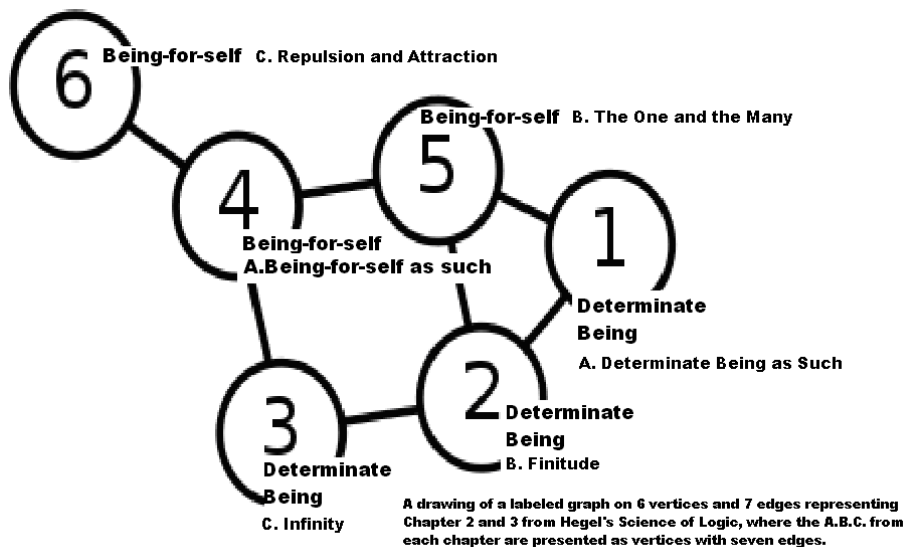 6
Being-for-self C. Repulsion and Attraction
Being-for-self B. The One and the Many
5
4
Being-for-self
A.Being-for-self as such
1
Determinate
Being
A. Determinate Being as Such
2
Determinate
Being
B. Finitude
3
Determinate
Being
C. Infinity
A drawing of a labeled graph on 6 vertices and 7 edges representing
Chapter 2 and 3 from Hegel's Science of Logic, where the A.B.C. from
each chapter are presented as vertices with seven edges.